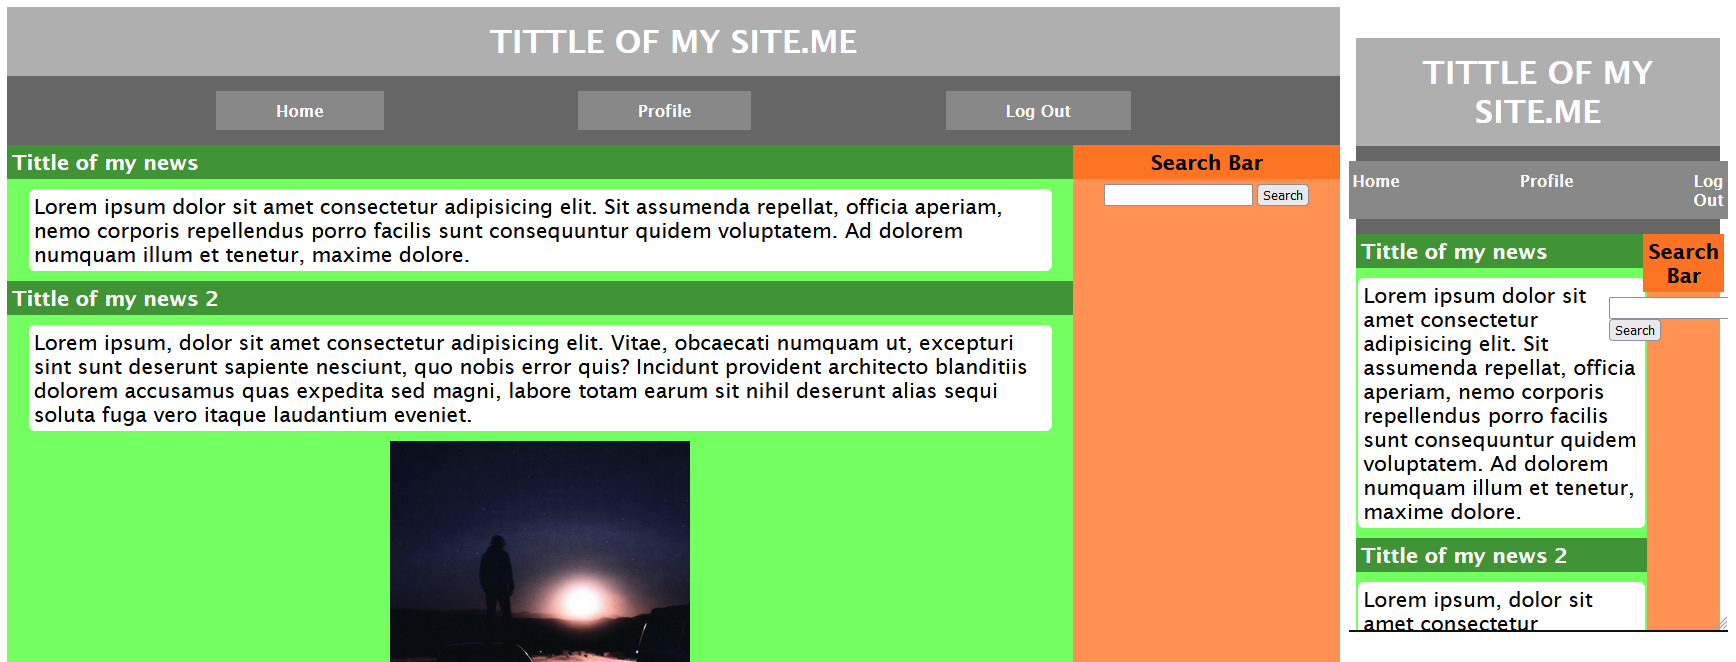 TITTLE OF MY SITE.ME
Home
Profile
Log Out
Tittle of my news
Lorem ipsum dolor sit amet consectetur adipisicing elit. Sit assumenda repellat, officia aperiam,
nemo corporis repellendus porro facilis sunt consequuntur quidem voluptatem. Ad dolorem
numquam illum et tenetur, maxime dolore.
Tittle of my news 2
Lorem ipsum, dolor sit amet consectetur adipisicing elit. Vitae, obcaecati numquam ut, excepturi
sint sunt deserunt sapiente nesciunt, quo nobis error quis? Incidunt provident architecto blanditiis
dolorem accusamus quas expedita sed magni, labore totam earum sit nihil deserunt alias sequi
soluta fuga vero itaque laudantium eveniet.
Search Bar
Search
TITTLE OF MY
SITE.ME
Home
Profile
Log
Out
Tittle of my news
Lorem ipsum dolor sit
amet consectetur
adipisicing elit. Sit
assumenda repellat, officia
aperiam, nemo corporis
repellendus porro facilis
sunt consequuntur quidem
voluptatem. Ad dolorem
numquam illum et tenetur,
maxime dolore.
Tittle of my news 2
Lorem ipsum, dolor sit
amet consectetur
Search
Bar
Search